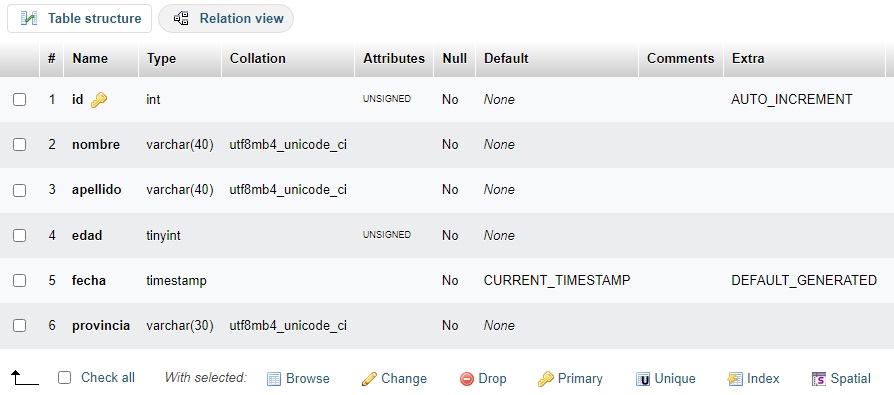 Table structure Relation view
# Name Type Collation Attributes Null Default Comments Extra
1 id int UNSIGNED No None AUTO_INCREMENT
2 nombre varchar(40) utf8mb4_unicode_ci No None
3 apellido varchar(40) utf8mb4_unicode_ci No None
4 edad tinyint UNSIGNED No None
5 fecha timestamp No CURRENT_TIMESTAMP DEFAULT_GENERATED
6 provincia varchar(30) utf8mb4_unicode_ci No None
Check all With selected: Browse Change Drop Primary Unique Index Spatial